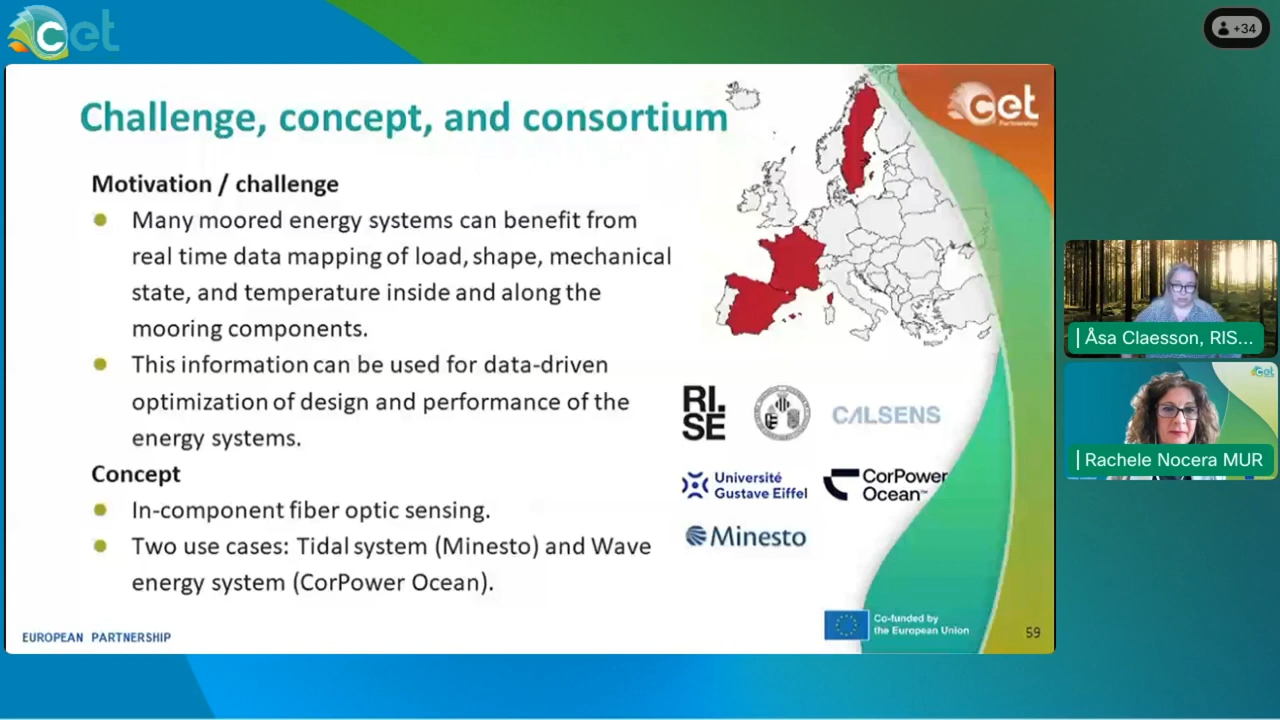 cet
+34
Challenge, concept, and consortium
cet
Partnership
Motivation / challenge
Many moored energy systems can benefit from
real time data mapping of load, shape, mechanical
state, and temperature inside and along the
mooring components.
This information can be used for data-driven
optimization of design and performance of the
energy systems.
Concept
In-component fiber optic sensing.
Two use cases: Tidal system (Minesto) and Wave
energy system (CorPower Ocean).
RI.
SE
CALSENS
Université
Gustave Eiffel
CorPower
Ocean™
Minesto
Co-funded by
the European Union
EUROPEAN PARTNERSHIP
59
Åsa Claesson, RIS...
cet
Rachele Nocera MUR